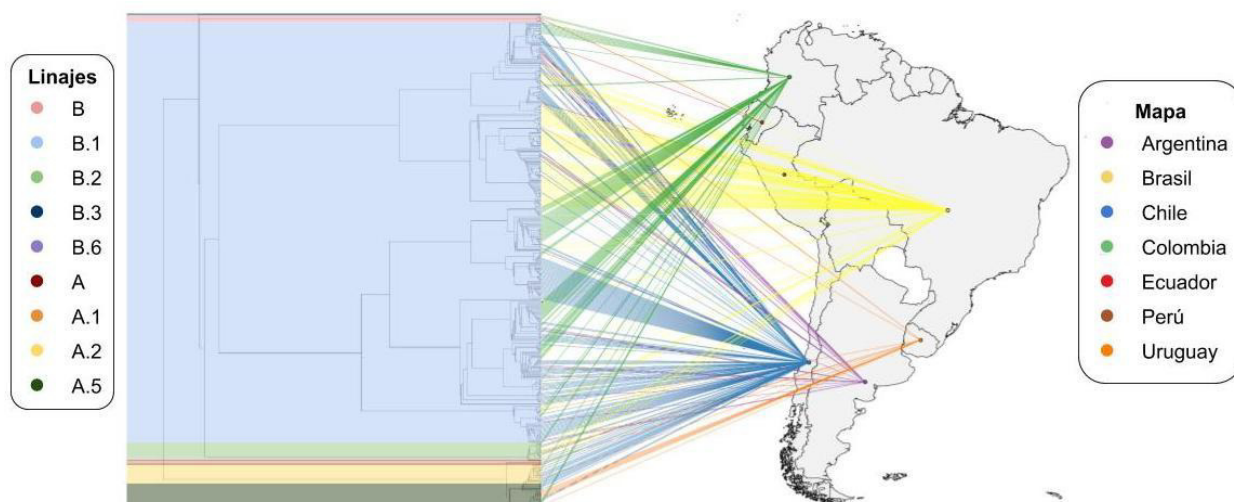 Linajes
B
B.1
B.2
B.3
B.6
A
A.1
A.2
A.5
Mapa
Argentina
Brasil
Chile
Colombia
Ecuador
Perú
Uruguay